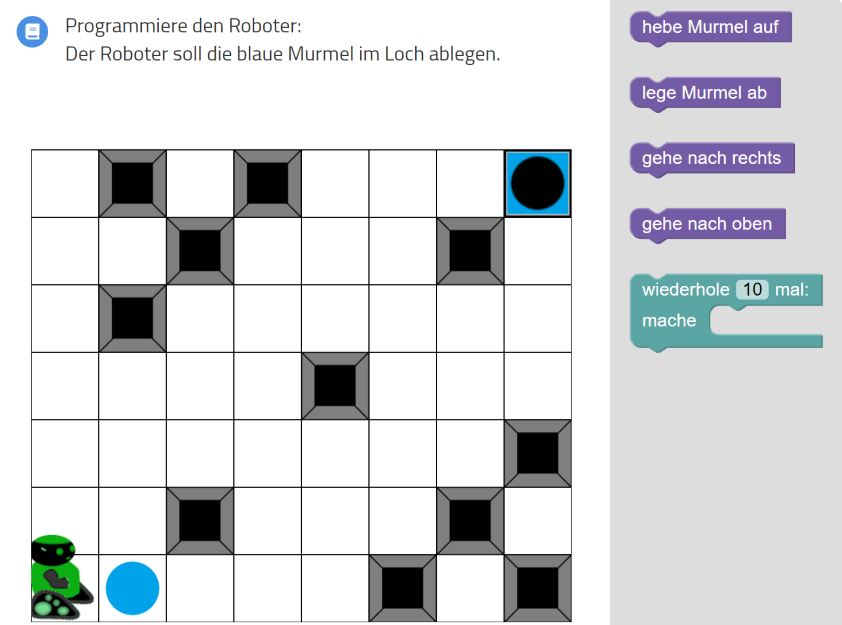 Programmiere den Roboter:
Der Roboter soll die blaue Murmel im Loch ablegen.
hebe Murmel auf
lege Murmel ab
gehe nach rechts
gehe nach oben
wiederhole 10 mal:
mache